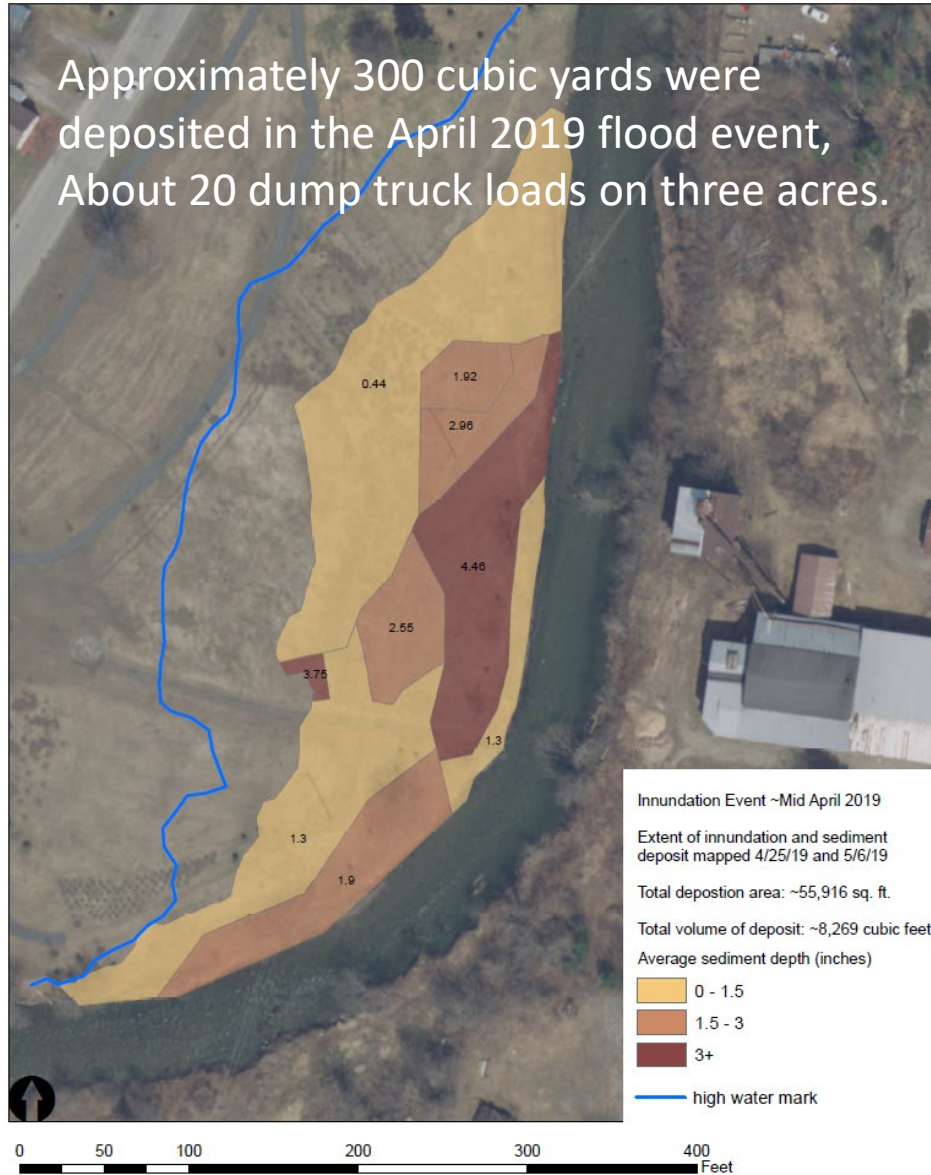 Approximately 300 cubic yards were
deposited in the April 2019 flood event,
About 20 dump truck loads on three acres.
0.44
1.92
2.96
4.46
2.55
3.75
1.3
1.3
1.9
Innundation Event ~Mid April 2019
Extent of innundation and sediment
deposit mapped 4/25/19 and 5/6/19
Total depostion area: ~55,916 sq. ft.
Total volume of deposit: ~8,269 cubic feet
Average sediment depth (inches)
0 - 1.5
1.5 - 3
3+
high water mark
0 50 100 200 300 400
Feet